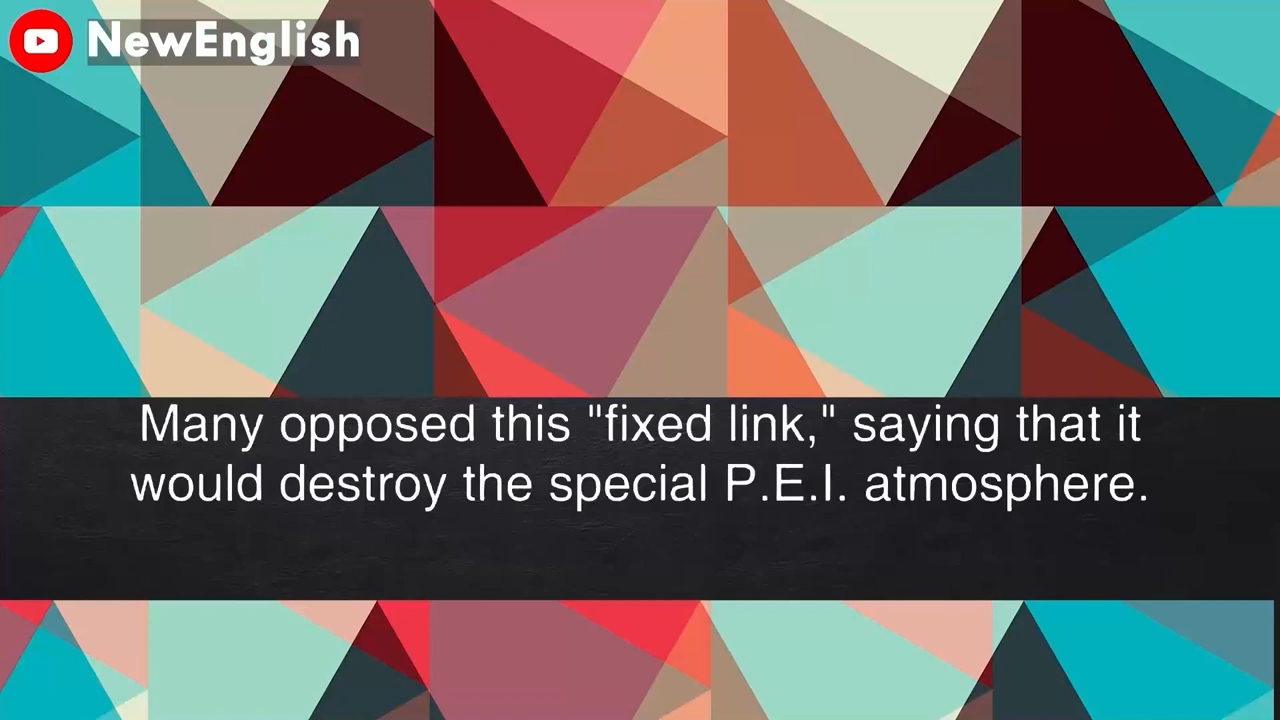 NewEnglish
Many opposed this "fixed link," saying that it
would destroy the special P.E.I. atmosphere.